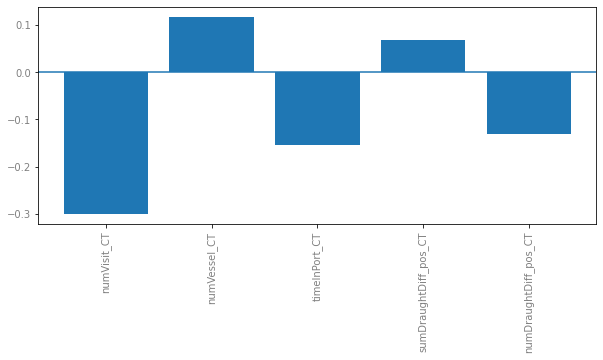 0.1
0.0
−0.1
−0.2
−0.3
numVisit_CT
numVessel_CT
timeInPort_CT
sumDraughtDiff_pos_CT
numDraughtDiff_pos_CT